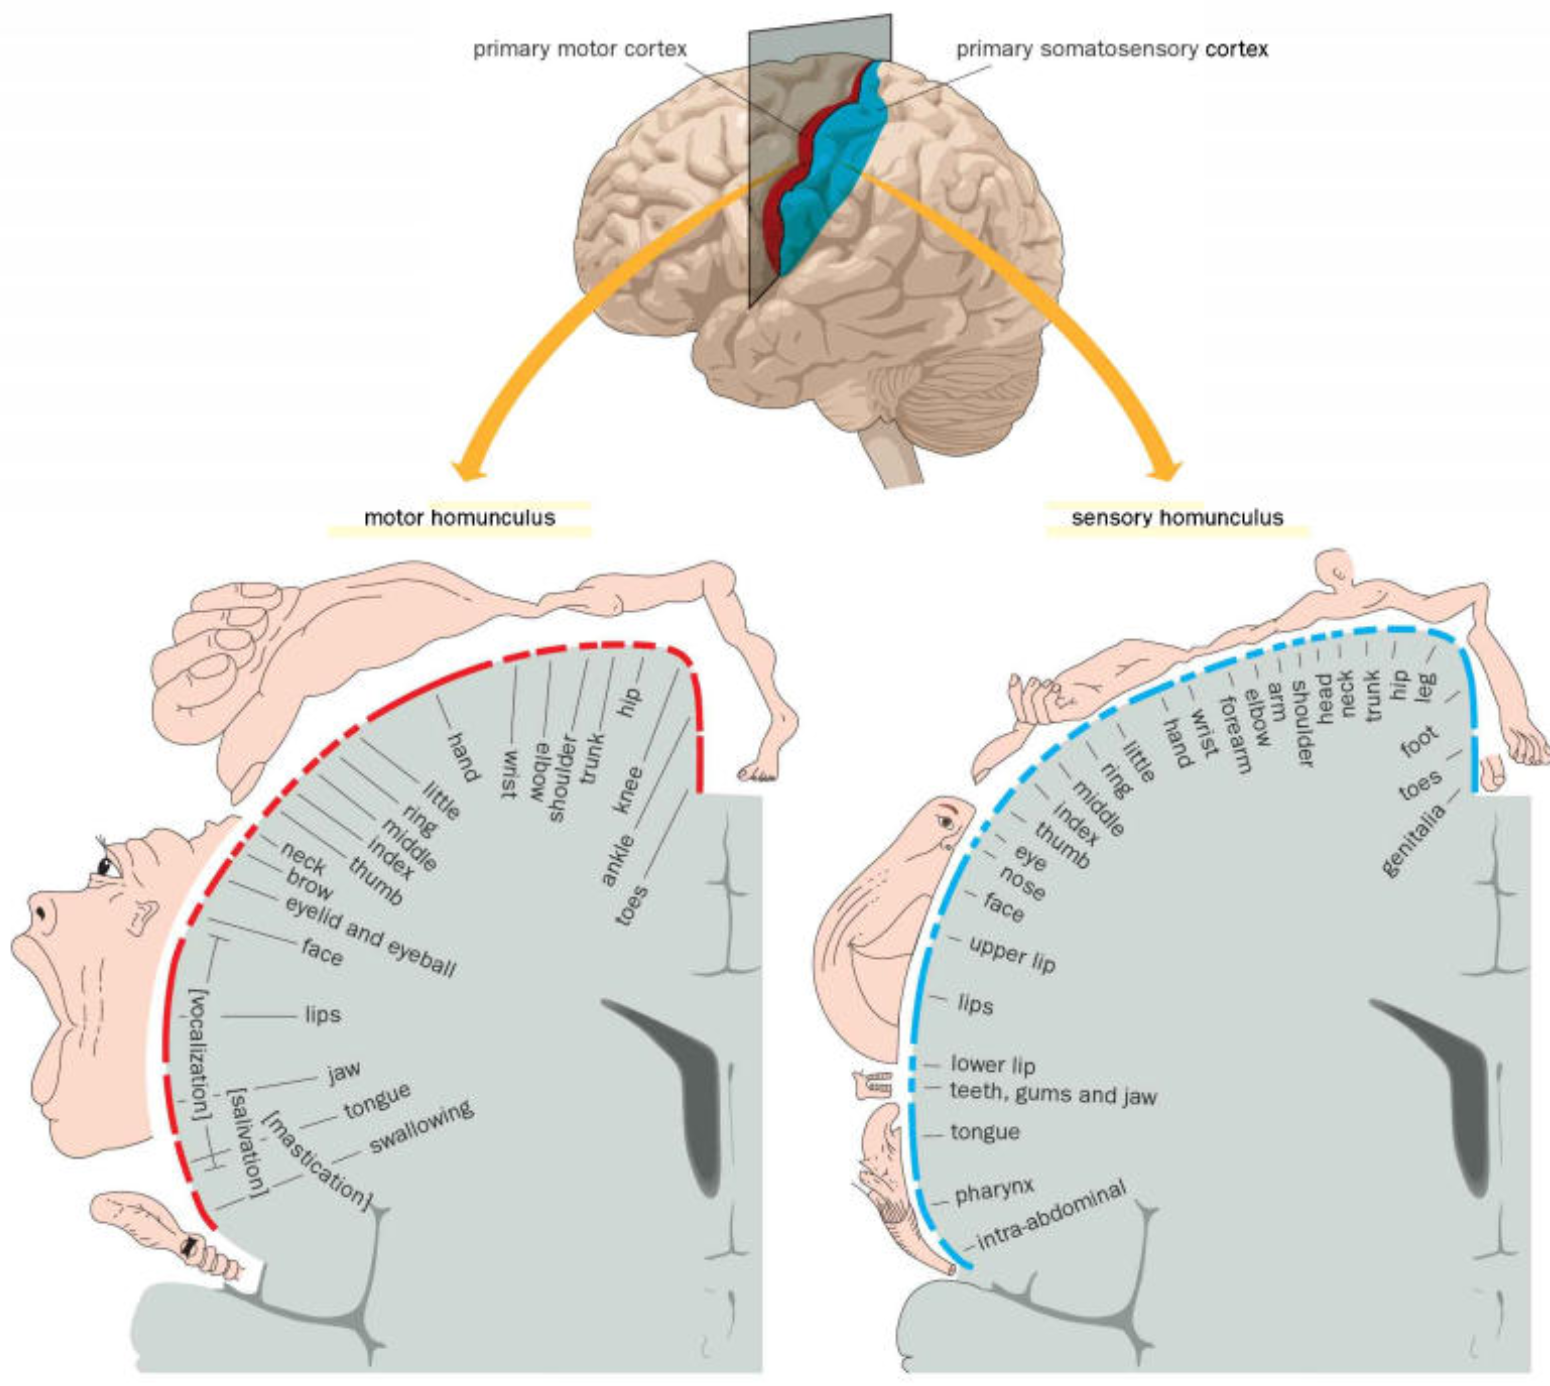 primary motor cortex
primary somatosensory cortex
motor homunculus
sensory homunculus
little
ring
middle
index
thumb
neck
brow
eyelid and eyeball
face
hand
wrist
elbow
shoulder
trunk
hip
knee
ankle
toes
[vocalization]
lips
jaw
[salivation]
tongue
[mastication]
swallowing
genitalia
toes
foot
leg
hip
trunk
neck
head
shoulder
arm
elbow
forearm
wrist
hand
little
ring
middle
index
thumb
eye
nose
face
upper lip
lips
lower lip
teeth, gums and jaw
tongue
pharynx
intra-abdominal